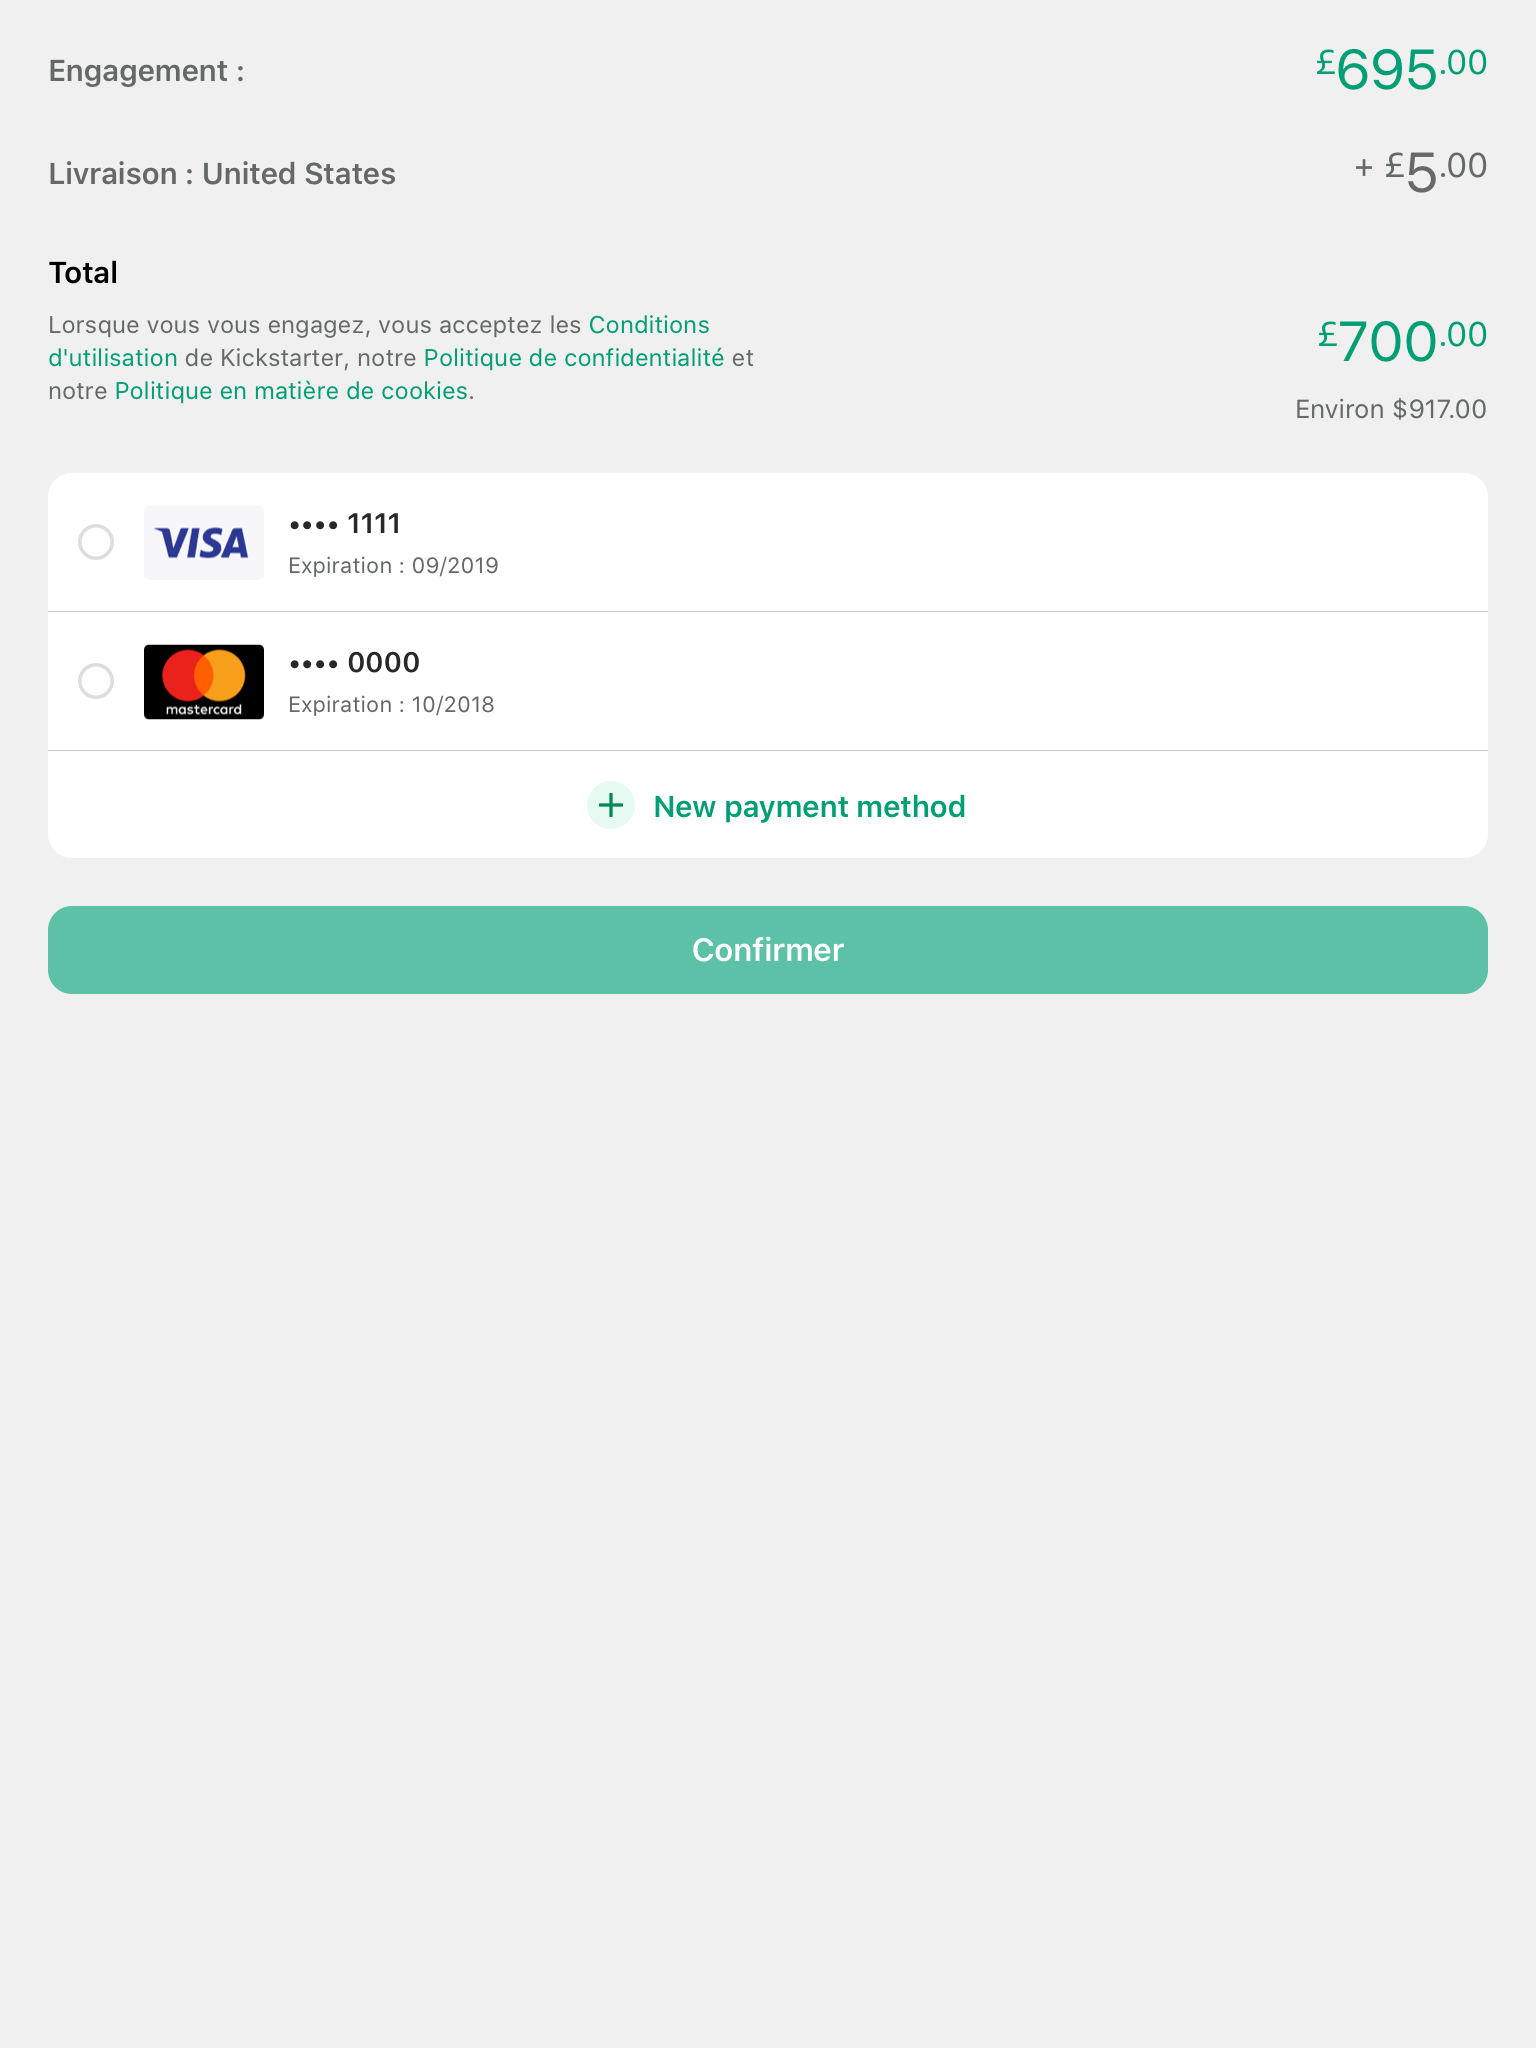 Engagement :
£695.00
Livraison : United States
+ £5.00
Total
Lorsque vous vous engagez, vous acceptez les Conditions
d'utilisation de Kickstarter, notre Politique de confidentialité et
notre Politique en matière de cookies.
£700.00
Environ $917.00
VISA
•••• 1111
Expiration : 09/2019
mastercard
•••• 0000
Expiration : 10/2018
New payment method
Confirmer